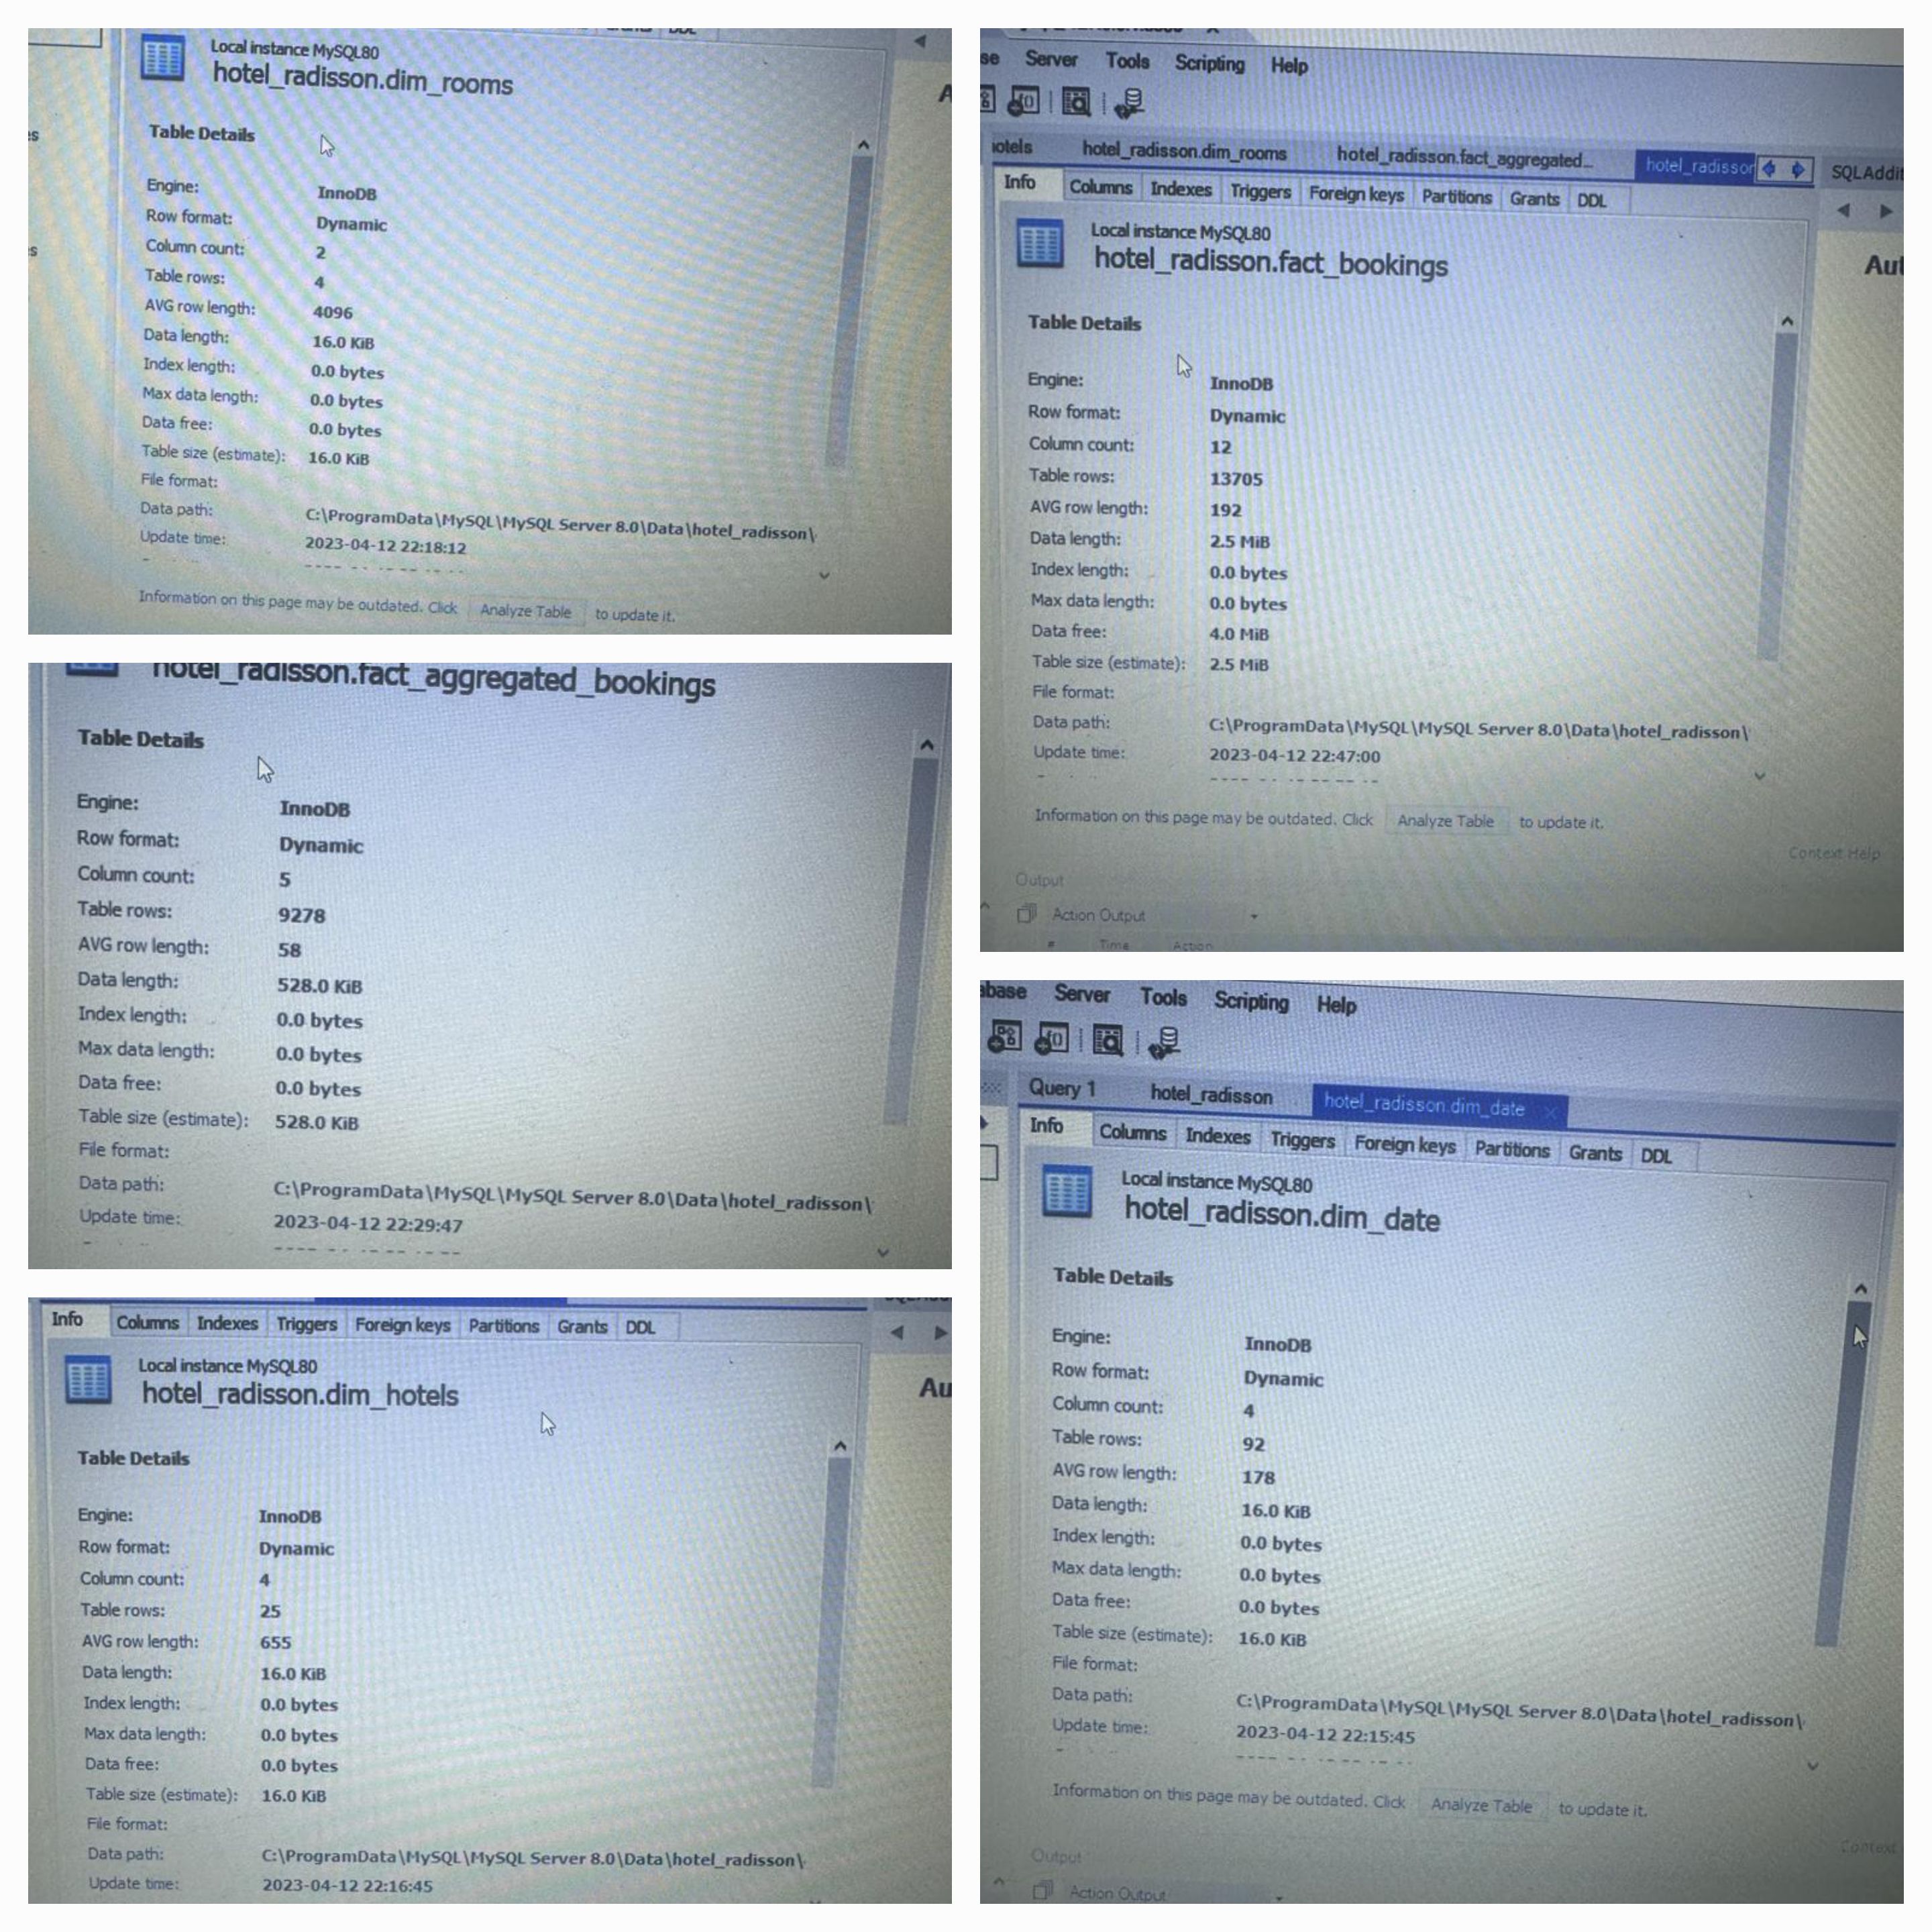 Local instance MySQL80
hotel_radisson.dim_rooms
Table Details
Engine: InnoDB
Row format: Dynamic
Column count: 2
Table rows: 4
AVG row length: 4096
Data length: 16.0 KiB
Index length: 0.0 bytes
Max data length: 0.0 bytes
Data free: 0.0 bytes
Table size (estimate): 16.0 KiB
File format:
Data path: C:\ProgramData\MySQL\MySQL Server 8.0\Data\hotel_radisson\
Update time: 2023-04-12 22:18:12
Information on this page may be outdated. Click Analyze Table to update it.
Server Tools Scripting Help
hotel_radisson.dim_rooms hotel_radisson.fact_aggregated... hotel_radisson SQLAddit
Info Columns Indexes Triggers Foreign keys Partitions Grants DDL
Local instance MySQL80
hotel_radisson.fact_bookings
Aut
Table Details
Engine: InnoDB
Row format: Dynamic
Column count: 12
Table rows: 13705
AVG row length: 192
Data length: 2.5 MiB
Index length: 0.0 bytes
Max data length: 0.0 bytes
Data free: 4.0 MiB
Table size (estimate): 2.5 MiB
File format:
Data path: C:\ProgramData\MySQL\MySQL Server 8.0\Data\hotel_radisson\
Update time: 2023-04-12 22:47:00
Information on this page may be outdated. Click Analyze Table to update it.
Context Help
Output
Action Output
# Time Action
hotel_radisson.fact_aggregated_bookings
Table Details
Engine: InnoDB
Row format: Dynamic
Column count: 5
Table rows: 9278
AVG row length: 58
Data length: 528.0 KiB
Index length: 0.0 bytes
Max data length: 0.0 bytes
Data free: 0.0 bytes
Table size (estimate): 528.0 KiB
File format:
Data path: C:\ProgramData\MySQL\MySQL Server 8.0\Data\hotel_radisson\
Update time: 2023-04-12 22:29:47
abase Server Tools Scripting Help
Query 1 hotel_radisson hotel_radisson.dim_date
Info Columns Indexes Triggers Foreign keys Partitions Grants DDL
Local instance MySQL80
hotel_radisson.dim_date
Table Details
Engine: InnoDB
Row format: Dynamic
Column count: 4
Table rows: 92
AVG row length: 178
Data length: 16.0 KiB
Index length: 0.0 bytes
Max data length: 0.0 bytes
Data free: 0.0 bytes
Table size (estimate): 16.0 KiB
File format:
Data path: C:\ProgramData\MySQL\MySQL Server 8.0\Data\hotel_radisson\
Update time: 2023-04-12 22:15:45
Information on this page may be outdated. Click Analyze Table to update it.
Context
Output
Action Output
Info Columns Indexes Triggers Foreign keys Partitions Grants DDL
Local instance MySQL80
hotel_radisson.dim_hotels
Au
Table Details
Engine: InnoDB
Row format: Dynamic
Column count: 4
Table rows: 25
AVG row length: 655
Data length: 16.0 KiB
Index length: 0.0 bytes
Max data length: 0.0 bytes
Data free: 0.0 bytes
Table size (estimate): 16.0 KiB
File format:
Data path: C:\ProgramData\MySQL\MySQL Server 8.0\Data\hotel_radisson\
Update time: 2023-04-12 22:16:45